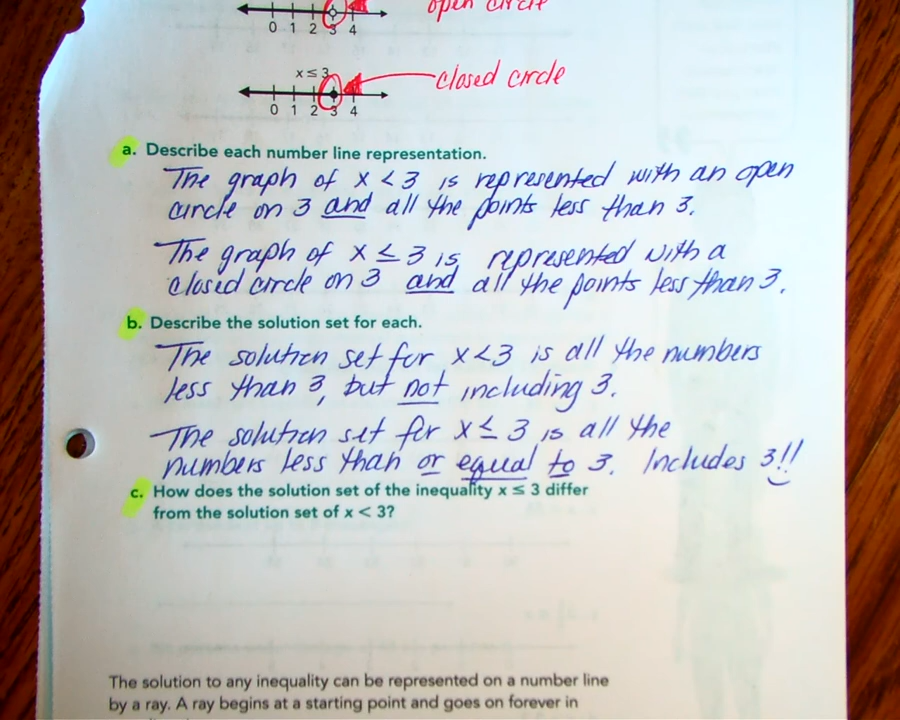 open circle
0 1 2 3 4
x ≤ 3
closed circle
0 1 2 3 4
a. Describe each number line representation.
The graph of x < 3 is represented with an open
circle on 3 and all the points less than 3.
The graph of x ≤ 3 is represented with a
closed circle on 3 and all the points less than 3.
b. Describe the solution set for each.
The solution set for x < 3 is all the numbers
less than 3, but not including 3.
The solution set for x ≤ 3 is all the
numbers less than or equal to 3. Includes 3!!
c. How does the solution set of the inequality x ≤ 3 differ
from the solution set of x < 3?
The solution to any inequality can be represented on a number line
by a ray. A ray begins at a starting point and goes on forever in